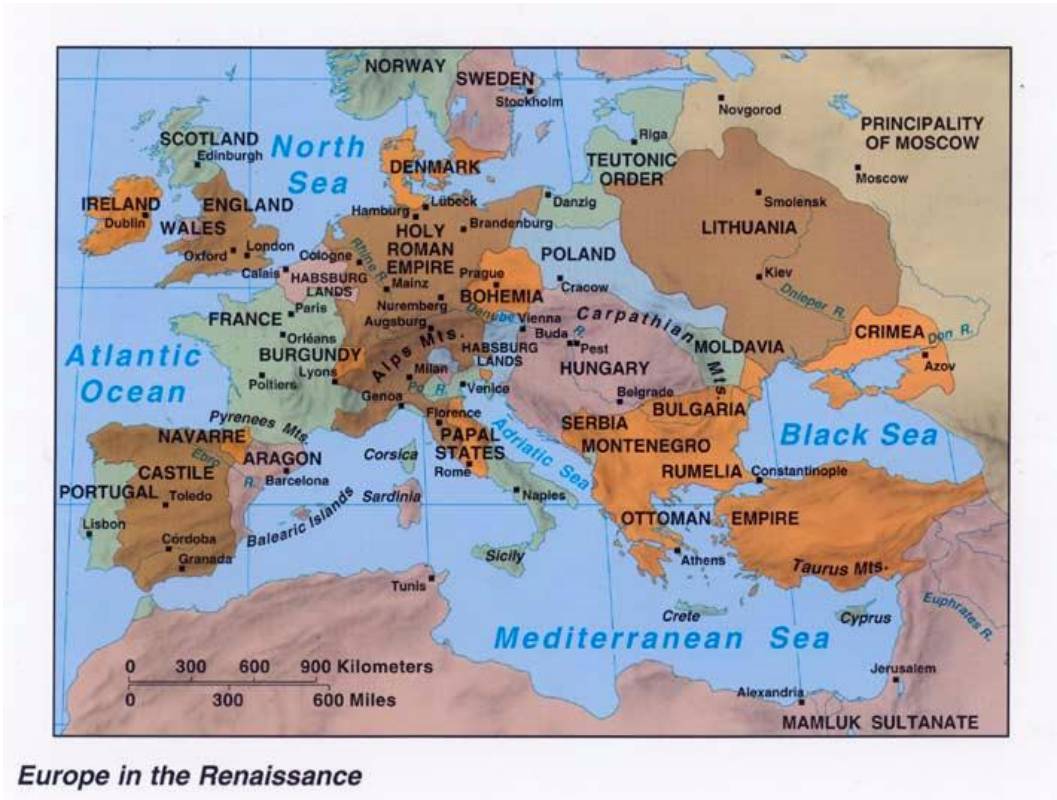 NORWAY
SWEDEN
Stockholm
Novgorod
SCOTLAND
Edinburgh
North
Sea
Riga
PRINCIPALITY
OF MOSCOW
Moscow
DENMARK
TEUTONIC
ORDER
IRELAND
Dublin
ENGLAND
WALES
Hamburg
Lübeck
Danzig
Smolensk
Brandenburg
LITHUANIA
HOLY
ROMAN
EMPIRE
Oxford
London
Cologne
Rhine R.
POLAND
Calais
HABSBURG
LANDS
Mainz
Prague
Cracow
Kiev
Dnieper R.
Paris
Nuremberg
BOHEMIA
FRANCE
Augsburg
Danube
R.
Vienna
Carpathian Mts.
CRIMEA
Don R.
Orléans
Buda
Pest
MOLDAVIA
Atlantic
Ocean
BURGUNDY
Alps Mts.
HABSBURG
LANDS
HUNGARY
Azov
Poitiers
Lyons
Milan
Po R.
Venice
Belgrade
Genoa
BULGARIA
Pyrenees Mts.
Florence
SERBIA
Black Sea
NAVARRE
PAPAL
STATES
Adriatic Sea
MONTENEGRO
Ebro
R.
ARAGON
Corsica
Rome
RUMELIA
Constantinople
CASTILE
Barcelona
PORTUGAL
Toledo
Balearic Islands
Sardinia
Naples
Lisbon
OTTOMAN EMPIRE
Córdoba
Granada
Sicily
Athens
Taurus Mts.
Tunis
Crete
Cyprus
Euphrates R.
Mediterranean Sea
0 300 600 900 Kilometers
0 300 600 Miles
Jerusalem
Alexandria
MAMLUK SULTANATE
Europe in the Renaissance